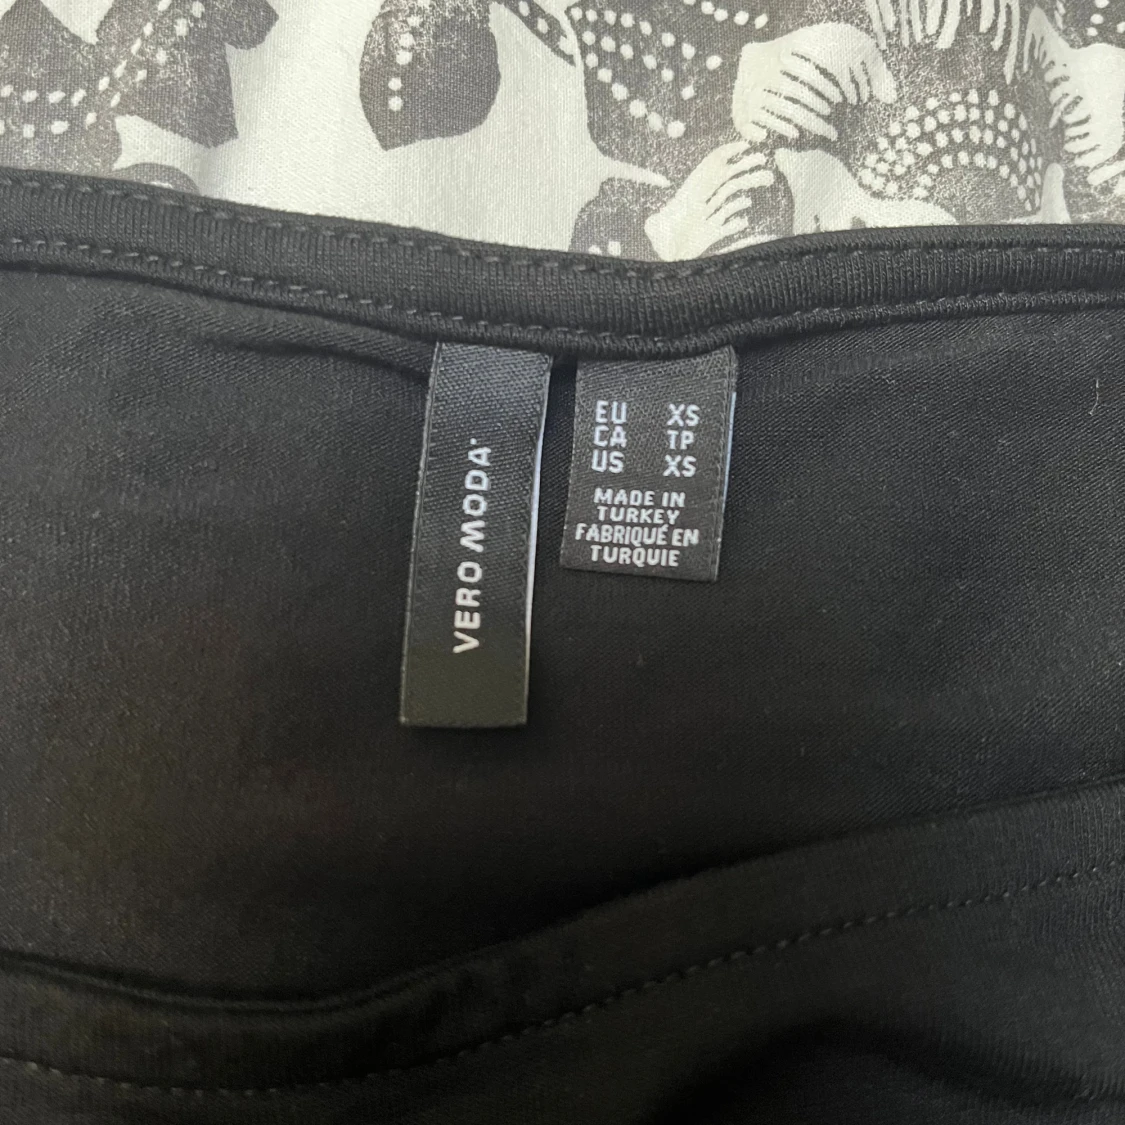 VERO MODA
EU XS
CA TP
US XS
MADE IN
TURKEY
FABRIQUÉ EN
TURQUIE